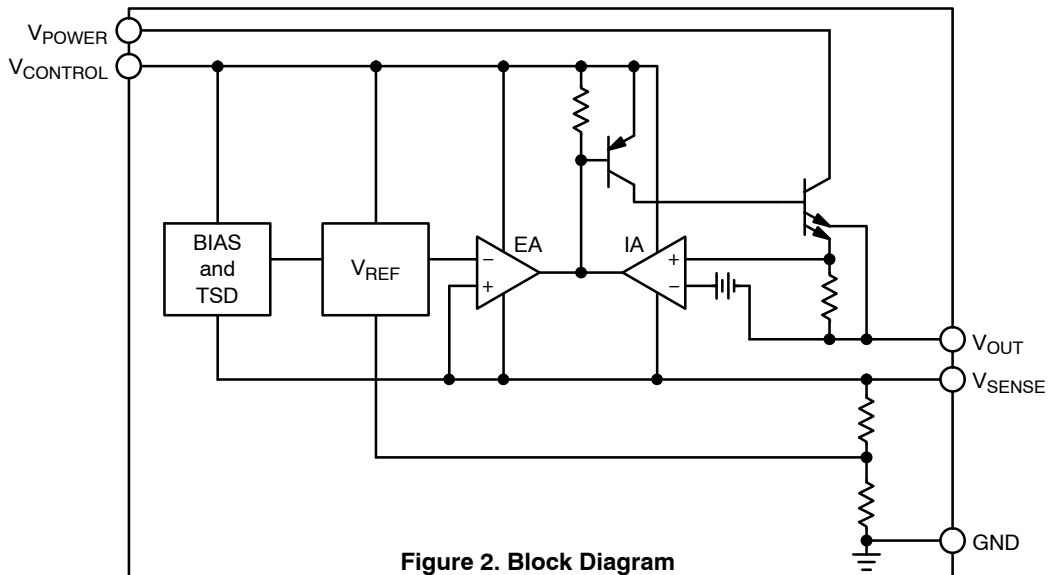 VPOWER
VCONTROL
BIAS
and
TSD
VREF
EA
−
+
IA
+
−
VOUT
VSENSE
GND
Figure 2. Block Diagram